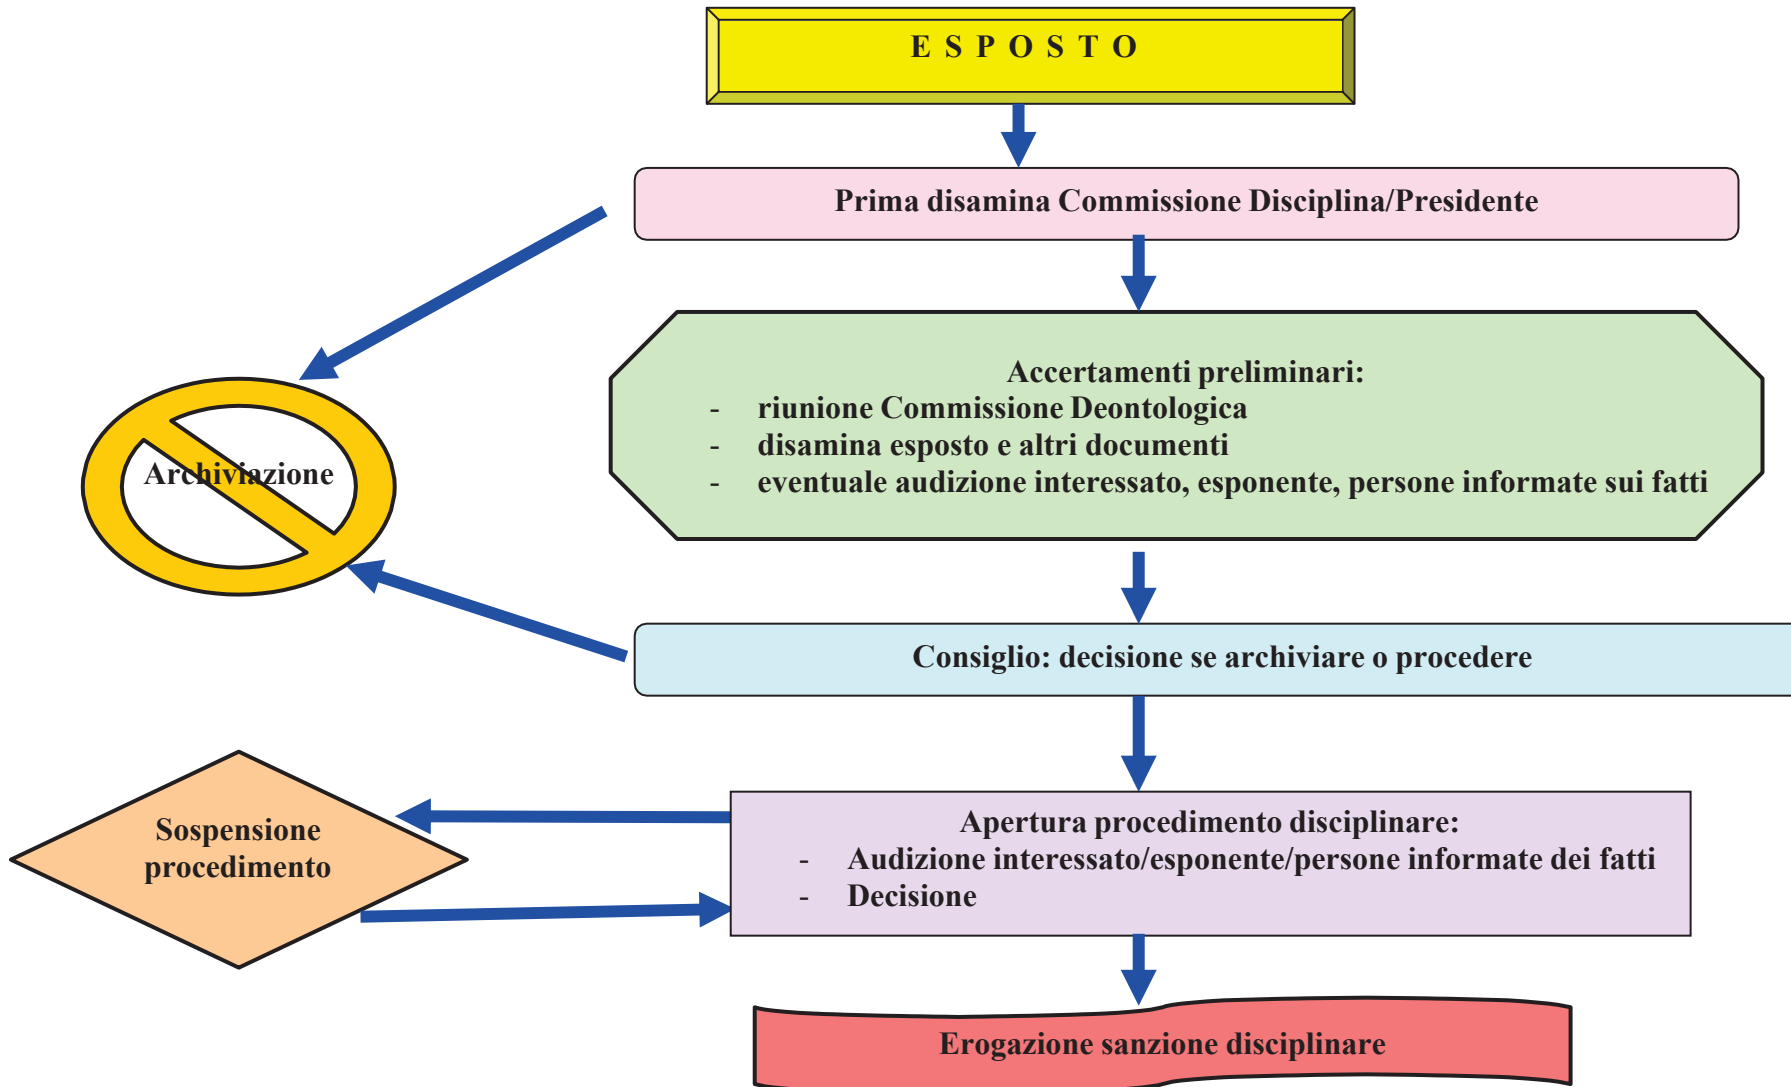 E S P O S T O
Prima disamina Commissione Disciplina/Presidente
Accertamenti preliminari:
- riunione Commissione Deontologica
- disamina esposto e altri documenti
- eventuale audizione interessato, esponente, persone informate sui fatti
Archiviazione
Consiglio: decisione se archiviare o procedere
Apertura procedimento disciplinare:
- Audizione interessato/esponente/persone informate dei fatti
- Decisione
Sospensione
procedimento
Erogazione sanzione disciplinare